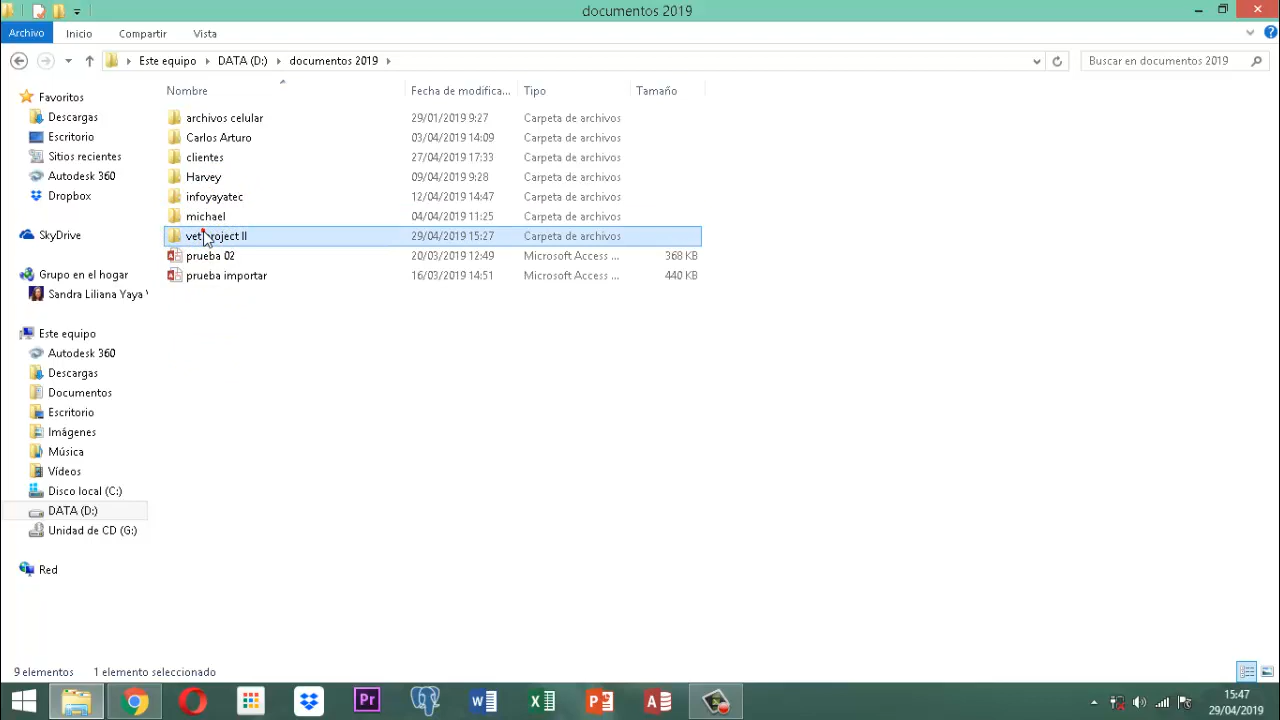 documentos 2019
Archivo Inicio Compartir Vista
Este equipo DATA (D:) documentos 2019 Buscar en documentos 2019
Nombre Fecha de modifica... Tipo Tamaño
Favoritos
Descargas
Escritorio
Sitios recientes
Autodesk 360
Dropbox
SkyDrive
Grupo en el hogar
Sandra Liliana Yaya
Este equipo
Autodesk 360
Descargas
Documentos
Escritorio
Imágenes
Música
Vídeos
Disco local (C:)
DATA (D:)
Unidad de CD (G:)
Red
archivos celular 29/01/2019 9:27 Carpeta de archivos
Carlos Arturo 03/04/2019 14:09 Carpeta de archivos
clientes 27/04/2019 17:33 Carpeta de archivos
Harvey 09/04/2019 9:28 Carpeta de archivos
infoyayatec 12/04/2019 14:47 Carpeta de archivos
michael 04/04/2019 11:25 Carpeta de archivos
II 29/04/2019 15:27 Carpeta de archivos
prueba 02 20/03/2019 12:49 Microsoft Access ... 368 KB
prueba importar 16/03/2019 14:51 Microsoft Access ... 440 KB
9 elementos 1 elemento seleccionado
Pr
15:47
29/04/2019